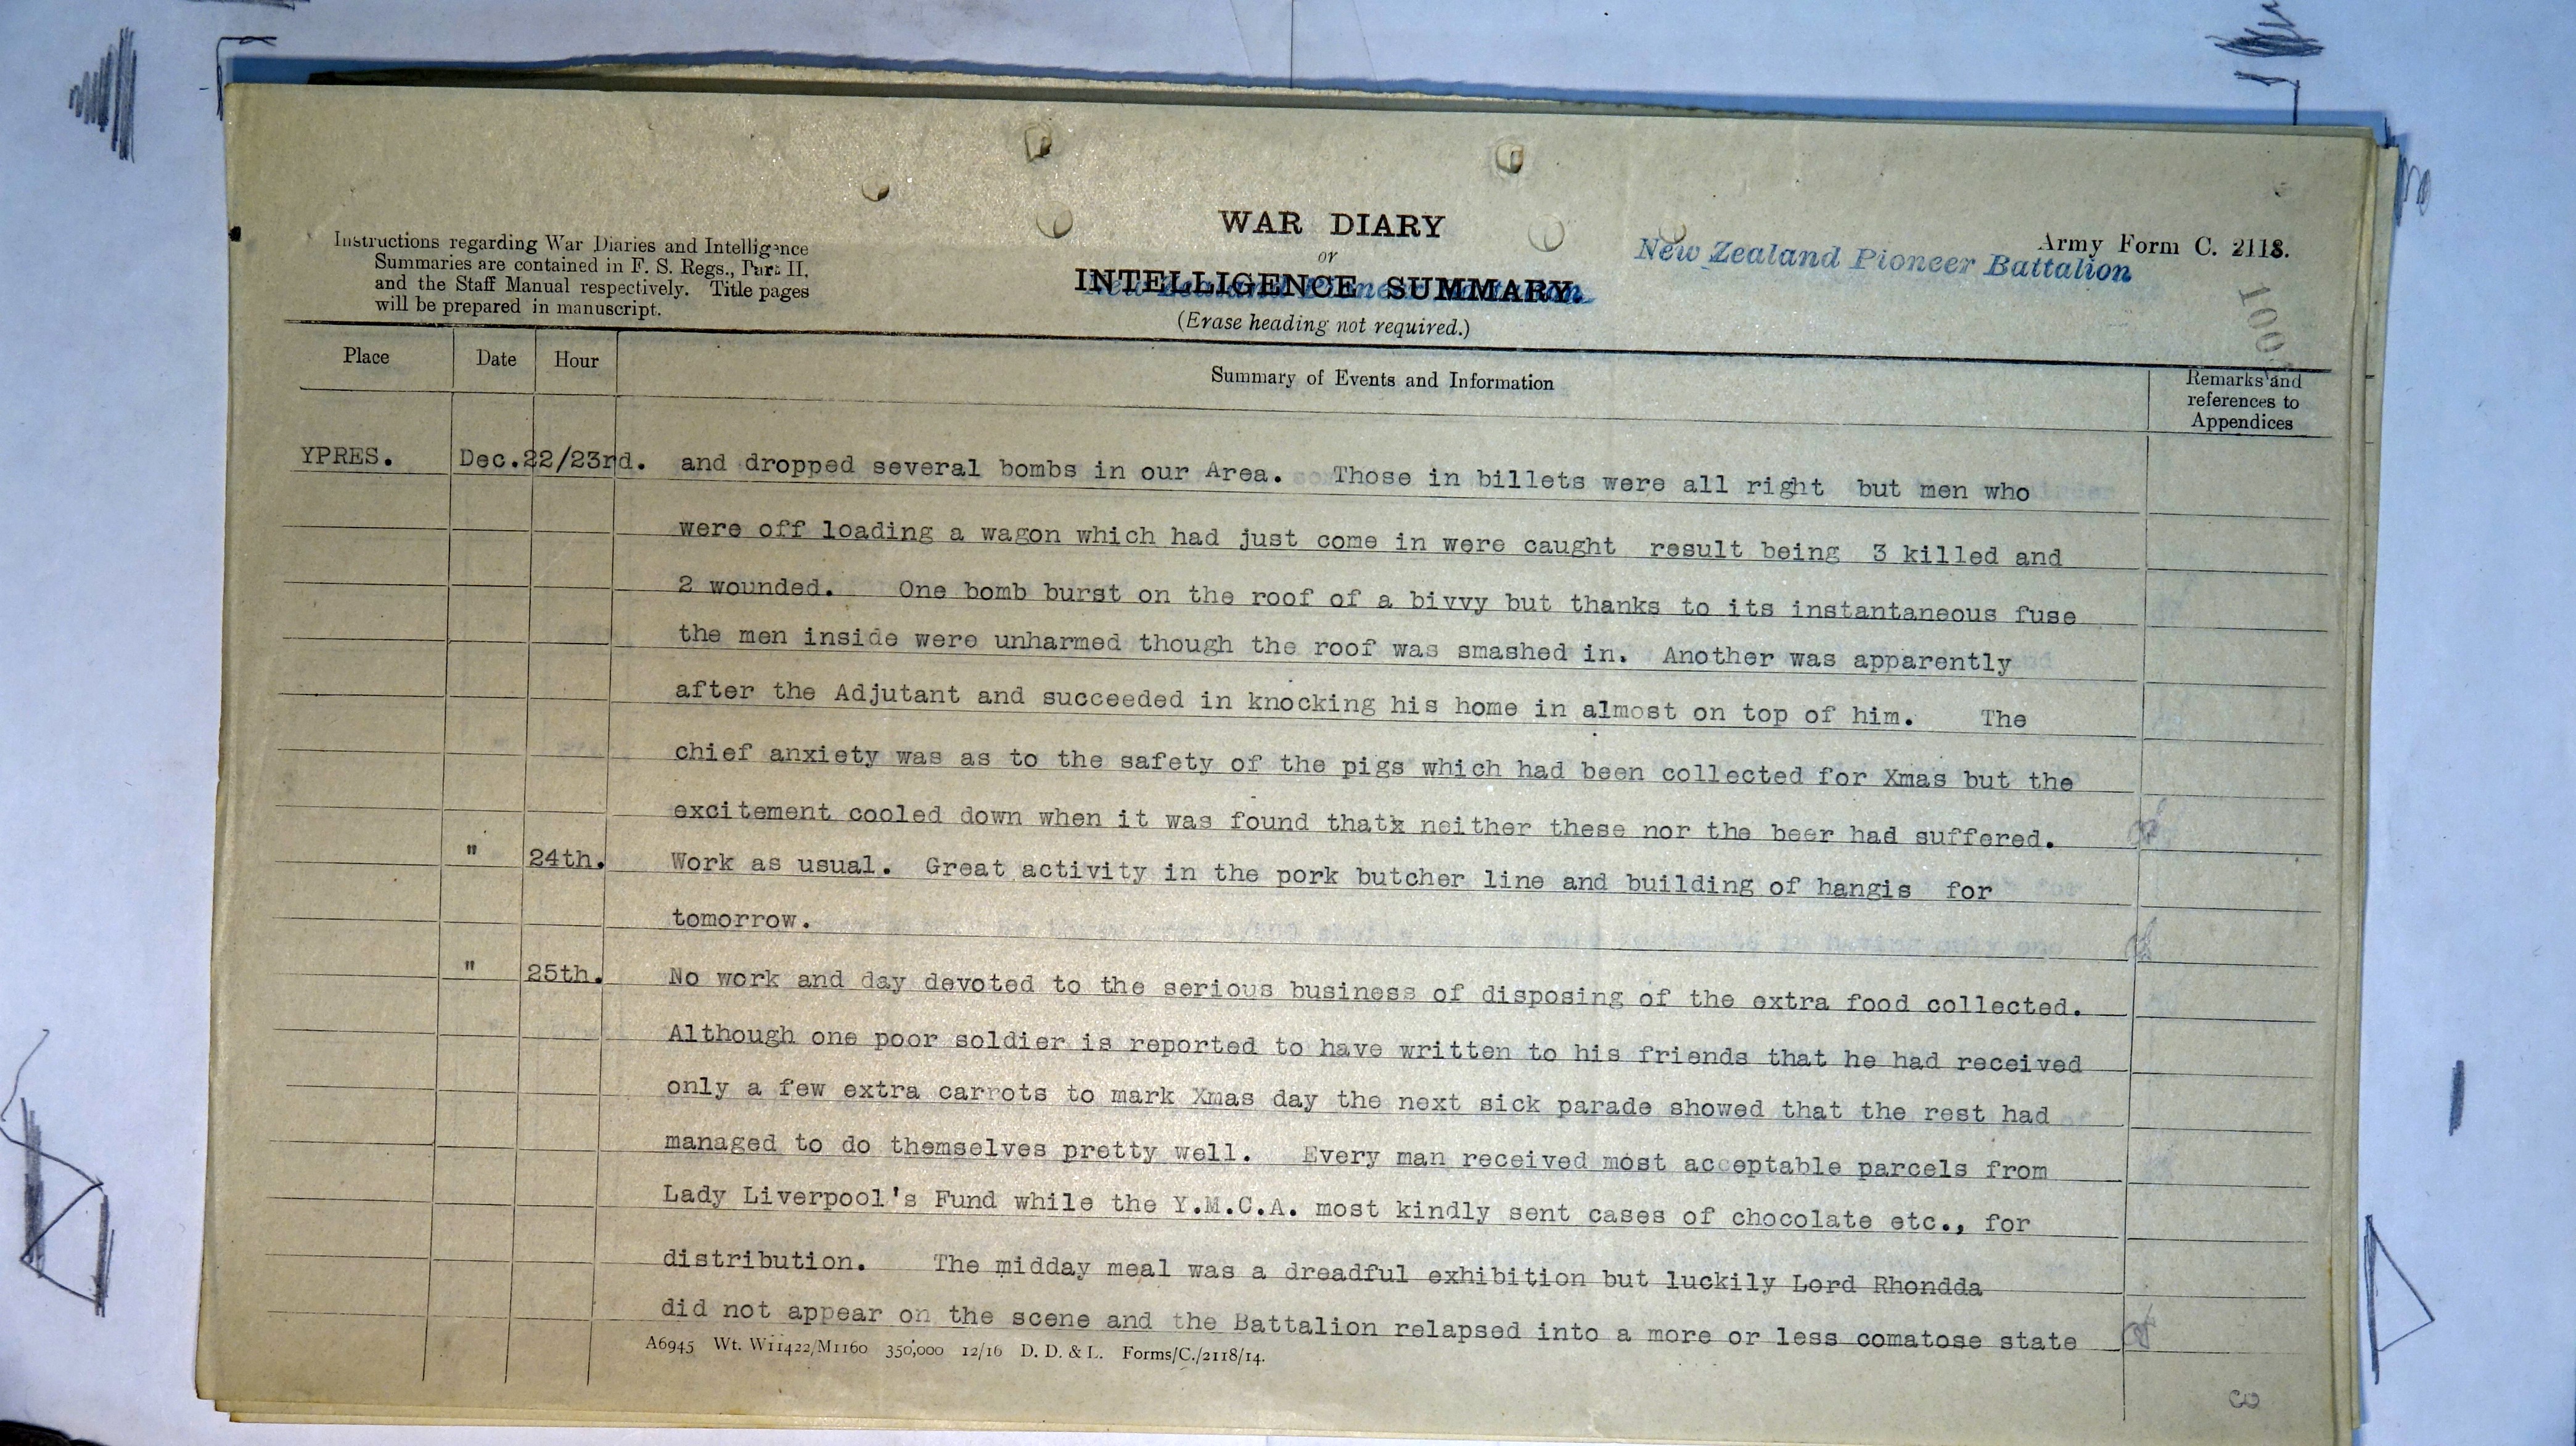 WAR DIARY
or
INTELLIGENCE SUMMARY.
(Erase heading not required.)
Instructions regarding War Diaries and Intelligence
Summaries are contained in F. S. Regs., Part II.
and the Staff Manual respectively. Title pages
will be prepared in manuscript.
Army Form C. 2118.
New Zealand Pioneer Battalion
100
Place Date Hour Summary of Events and Information Remarks and
references to
Appendices
YPRES. Dec.22/23rd. and dropped several bombs in our Area. Those in billets were all right but men who
were off loading a wagon which had just come in were caught result being 3 killed and
2 wounded. One bomb burst on the roof of a bivvy but thanks to its instantaneous fuse
the men inside were unharmed though the roof was smashed in. Another was apparently
after the Adjutant and succeeded in knocking his home in almost on top of him. The
chief anxiety was as to the safety of the pigs which had been collected for Xmas but the
excitement cooled down when it was found thatx neither these nor the beer had suffered.
" 24th. Work as usual. Great activity in the pork butcher line and building of hangis for
tomorrow.
" 25th. No work and day devoted to the serious business of disposing of the extra food collected.
Although one poor soldier is reported to have written to his friends that he had received
only a few extra carrots to mark Xmas day the next sick parade showed that the rest had
managed to do themselves pretty well. Every man received most acceptable parcels from
Lady Liverpool's Fund while the Y.M.C.A. most kindly sent cases of chocolate etc., for
distribution. The midday meal was a dreadful exhibition but luckily Lord Rhondda
did not appear on the scene and the Battalion relapsed into a more or less comatose state
A6945 Wt. W11422/M1160 350,000 12/16 D. D. & L. Forms/C./2118/14.